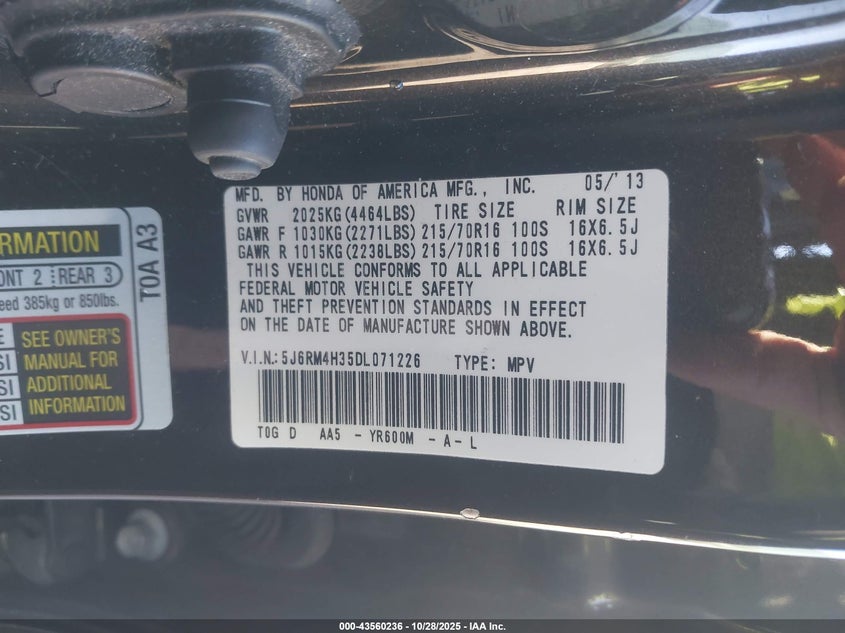 MFD. BY HONDA OF AMERICA MFG., INC. 05/'13
GVWR 2025KG(4464LBS) TIRE SIZE RIM SIZE
GAWR F 1030KG(2271LBS) 215/70R16 100S 16X6.5J
GAWR R 1015KG(2238LBS) 215/70R16 100S 16X6.5J
THIS VEHICLE CONFORMS TO ALL APPLICABLE
FEDERAL MOTOR VEHICLE SAFETY
AND THEFT PREVENTION STANDARDS IN EFFECT
ON THE DATE OF MANUFACTURE SHOWN ABOVE.
V.I.N.: 5J6RM4H35DL071226 TYPE: MPV
T0G D AA5 - YR600M - A - L
RMATION
ONT 2 REAR 3
eed 385kg or 850lbs.
SEE OWNER'S
SI MANUAL FOR
SI ADDITIONAL
SI INFORMATION
T0A A3
000-43560236 - 10/28/2025 - IAA Inc.